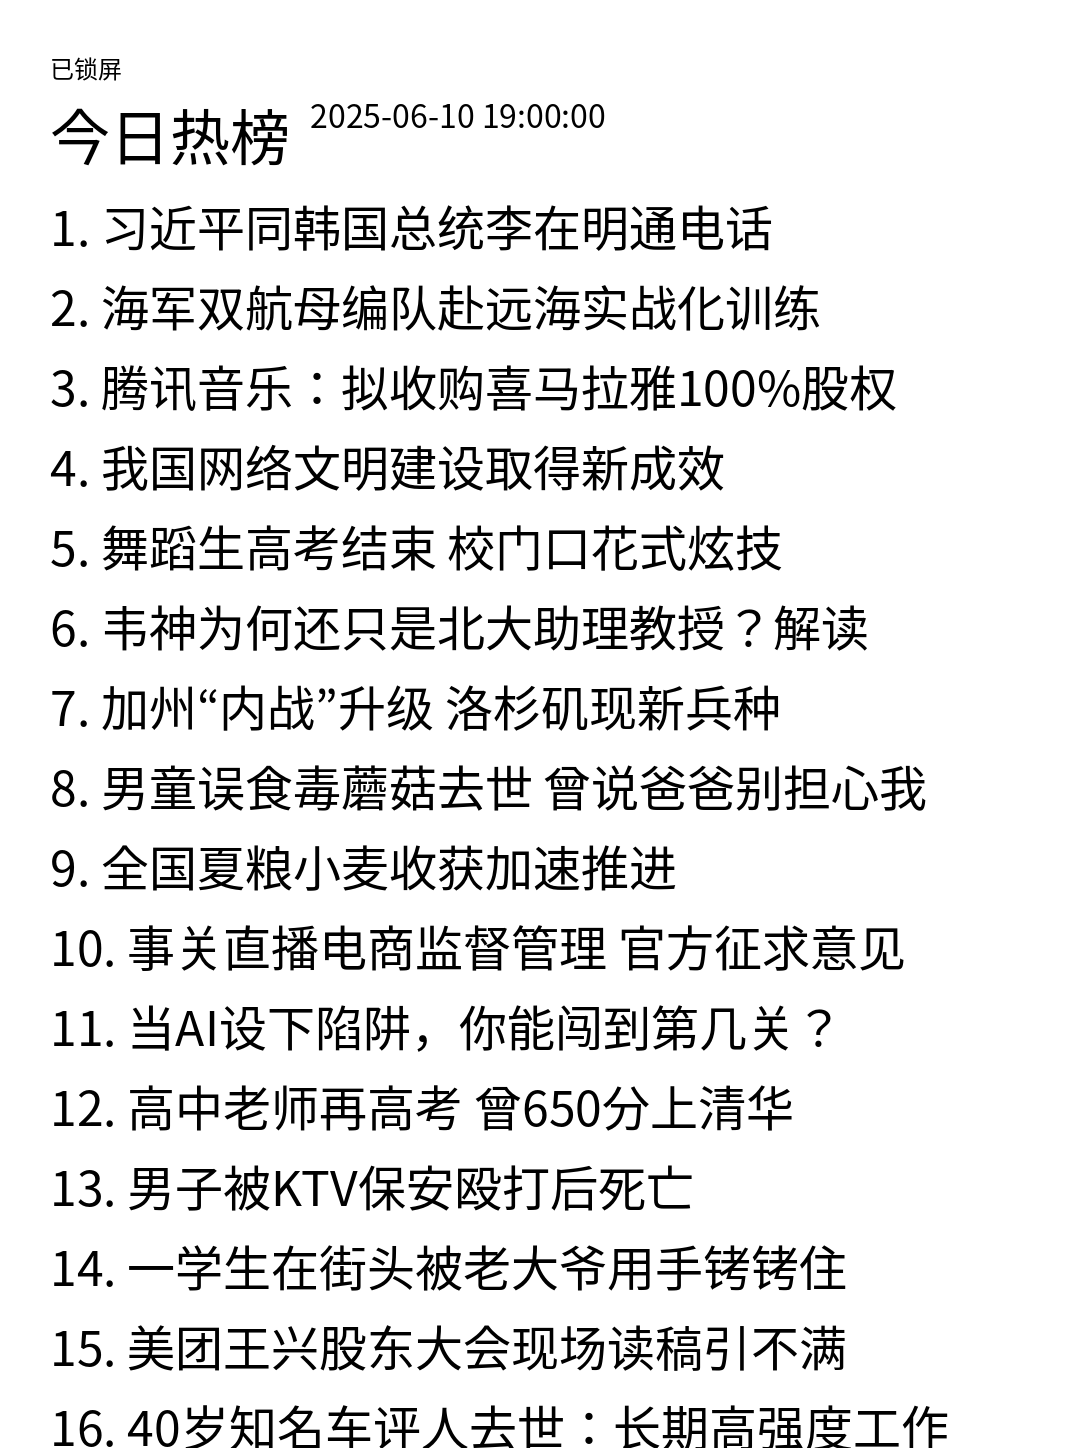 已锁屏
今日热榜 2025-06-10 19:00:00
1. 习近平同韩国总统李在明通电话
2. 海军双航母编队赴远海实战化训练
3. 腾讯音乐：拟收购喜马拉雅100%股权
4. 我国网络文明建设取得新成效
5. 舞蹈生高考结束 校门口花式炫技
6. 韦神为何还只是北大助理教授？解读
7. 加州“内战”升级 洛杉矶现新兵种
8. 男童误食毒蘑菇去世 曾说爸爸别担心我
9. 全国夏粮小麦收获加速推进
10. 事关直播电商监督管理 官方征求意见
11. 当AI设下陷阱，你能闯到第几关？
12. 高中老师再高考 曾650分上清华
13. 男子被KTV保安殴打后死亡
14. 一学生在街头被老大爷用手铐铐住
15. 美团王兴股东大会现场读稿引不满
16. 40岁知名车评人去世：长期高强度工作